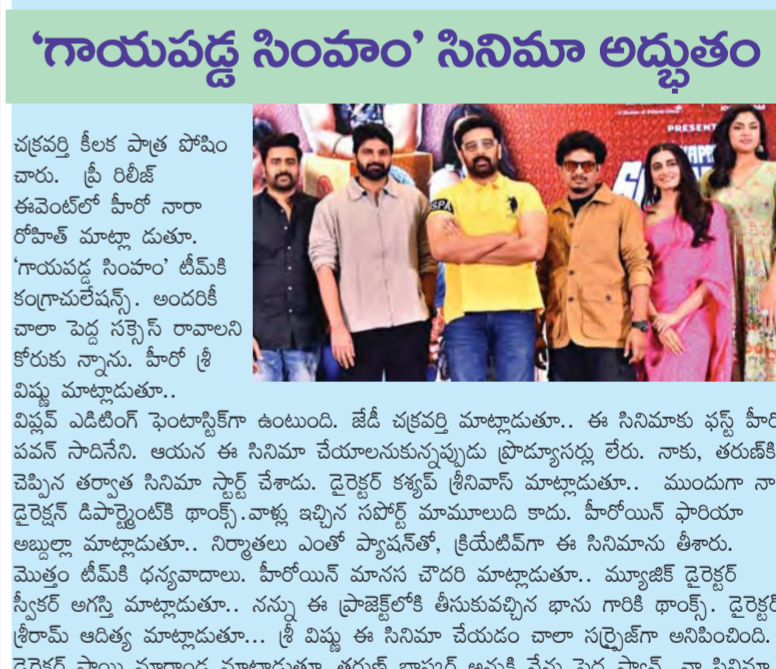 ‘గాయపడ్డ సింహం’ సినిమా అద్భుతం
చక్రవర్తి కీలక పాత్ర పోషిం
చారు. ప్రీ రిలీజ్
ఈవెంట్‌లో హీరో నారా
రోహిత్ మాట్లా డుతూ.
‘గాయపడ్డ సింహం’ టీమ్‌కి
కంగ్రాచులేషన్స్. అందరికీ
చాలా పెద్ద సక్సెస్ రావాలని
కోరుకు న్నాను. హీరో శ్రీ
విష్ణు మాట్లాడుతూ..
PRESENT
విప్లవ్ ఎడిటింగ్ ఫెంటాస్టిక్‌గా ఉంటుంది. జేడీ చక్రవర్తి మాట్లాడుతూ.. ఈ సినిమాకు ఫస్ట్ హీరో
పవన్ సాదినేని. ఆయన ఈ సినిమా చేయాలనుకున్నప్పుడు ప్రొడ్యూసర్లు లేరు. నాకు, తరుణ్‌కి
చెప్పిన తర్వాత సినిమా స్టార్ట్ చేశాడు. డైరెక్టర్ కశ్యప్ శ్రీనివాస్ మాట్లాడుతూ.. ముందుగా నా
డైరెక్షన్ డిపార్ట్మెంట్‌కి థాంక్స్.వాళ్లు ఇచ్చిన సపోర్ట్ మామూలుది కాదు. హీరోయిన్ ఫారియా
అబ్దుల్లా మాట్లాడుతూ.. నిర్మాతలు ఎంతో ప్యాషన్‌తో, క్రియేటివ్‌గా ఈ సినిమాను తీశారు.
మొత్తం టీమ్‌కి ధన్యవాదాలు. హీరోయిన్ మానస చౌదరి మాట్లాడుతూ.. మ్యూజిక్ డైరెక్టర్
స్వీకర్ అగస్తి మాట్లాడుతూ.. నన్ను ఈ ప్రాజెక్ట్‌లోకి తీసుకువచ్చిన భాను గారికి థాంక్స్. డైరెక్టర్
శ్రీరామ్ ఆదిత్య మాట్లాడుతూ... శ్రీ విష్ణు ఈ సినిమా చేయడం చాలా సర్ప్రైజ్‌గా అనిపించింది.